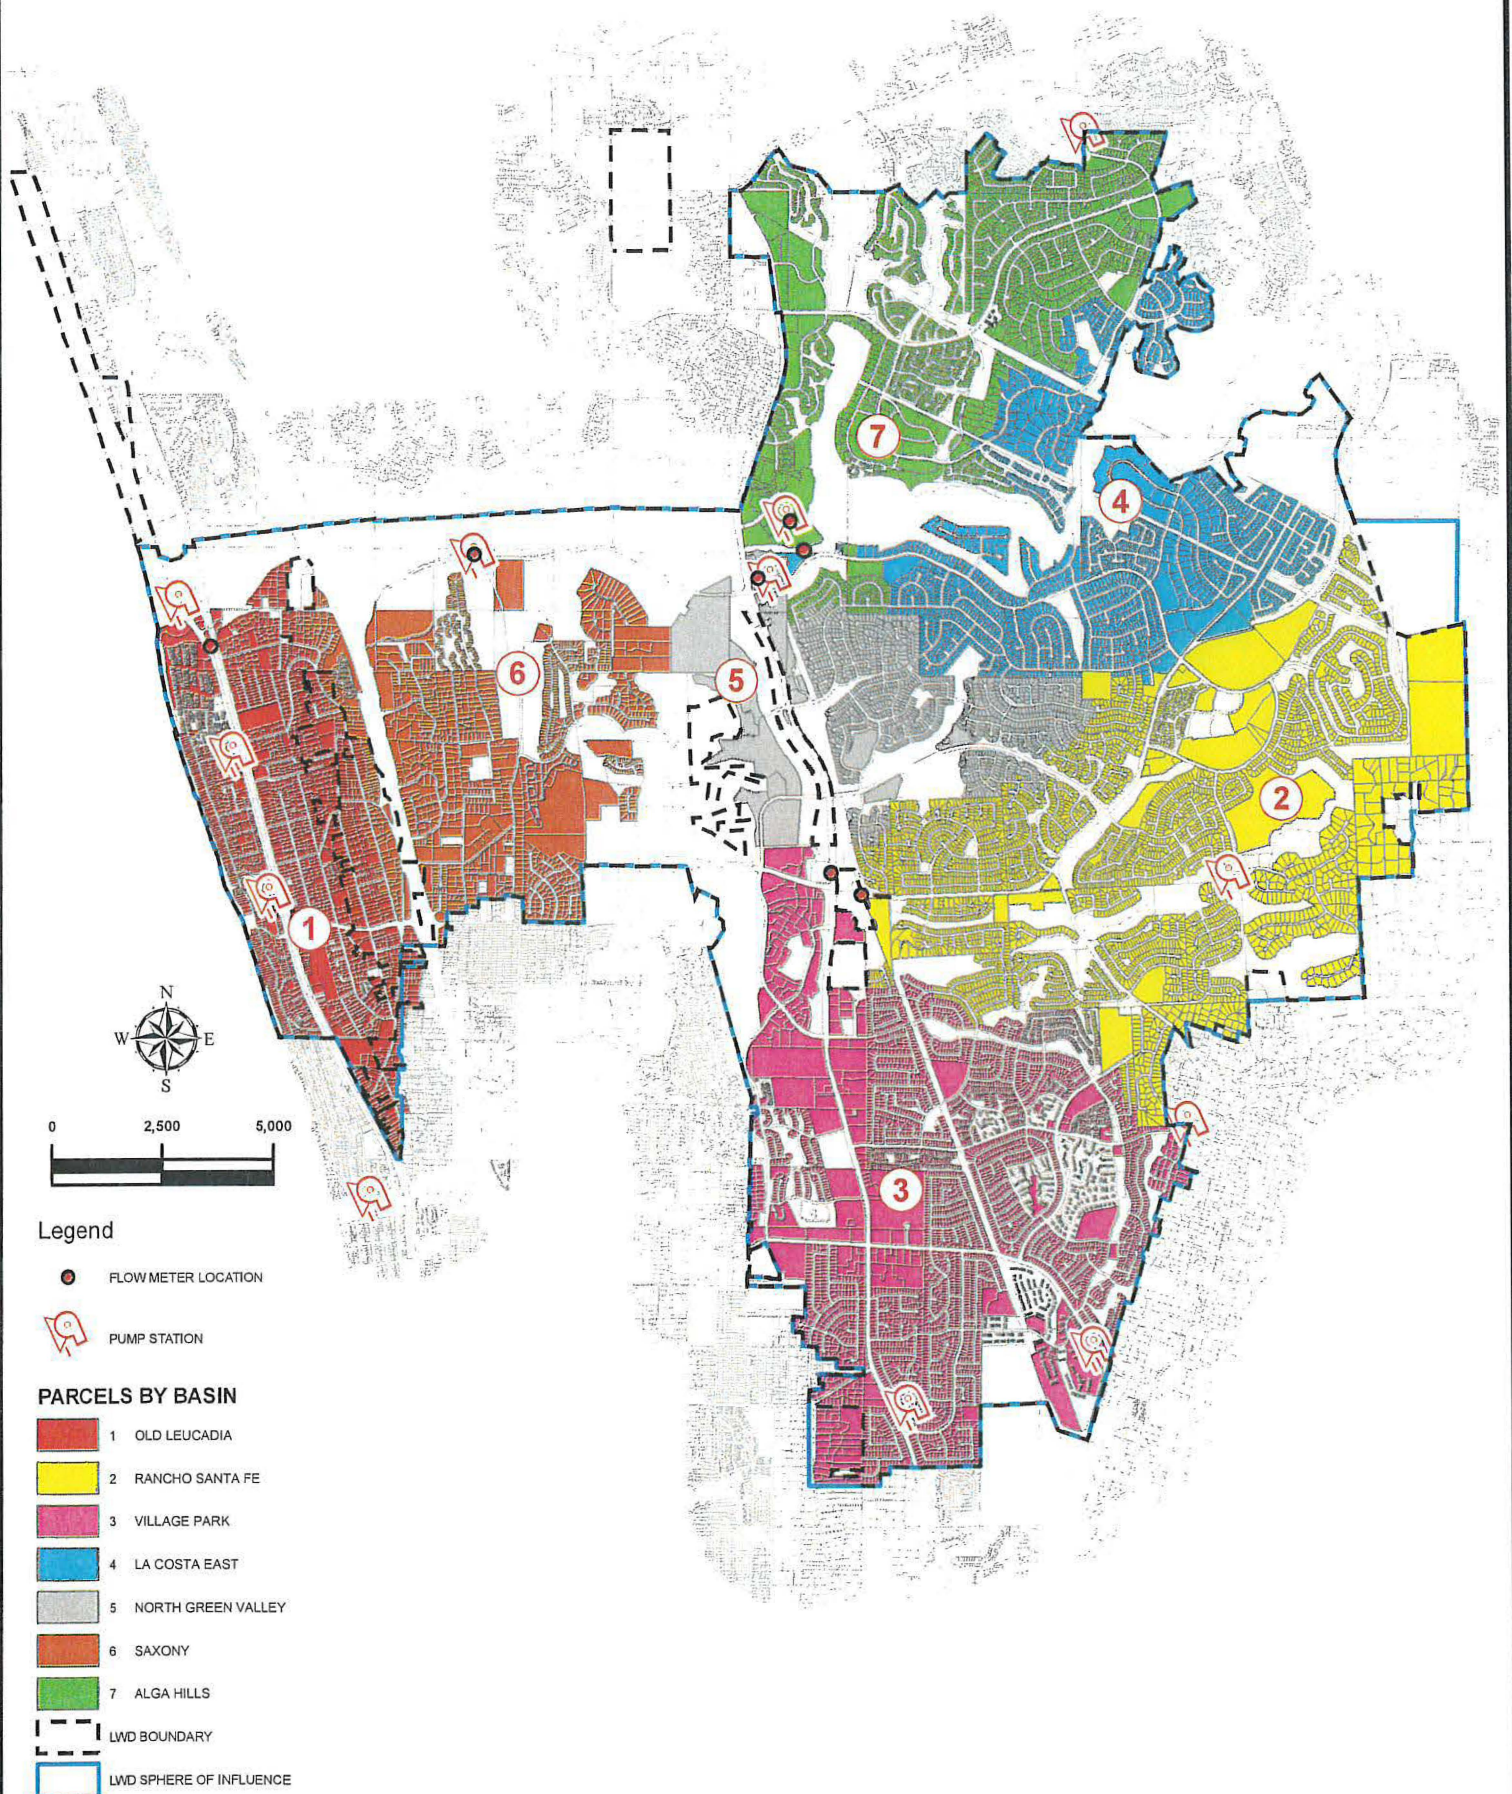 7
4
6
5
2
1
3
N
W E
S
0 2,500 5,000
Legend
FLOW METER LOCATION
PUMP STATION
PARCELS BY BASIN
1 OLD LEUCADIA
2 RANCHO SANTA FE
3 VILLAGE PARK
4 LA COSTA EAST
5 NORTH GREEN VALLEY
6 SAXONY
7 ALGA HILLS
LWD BOUNDARY
LWD SPHERE OF INFLUENCE